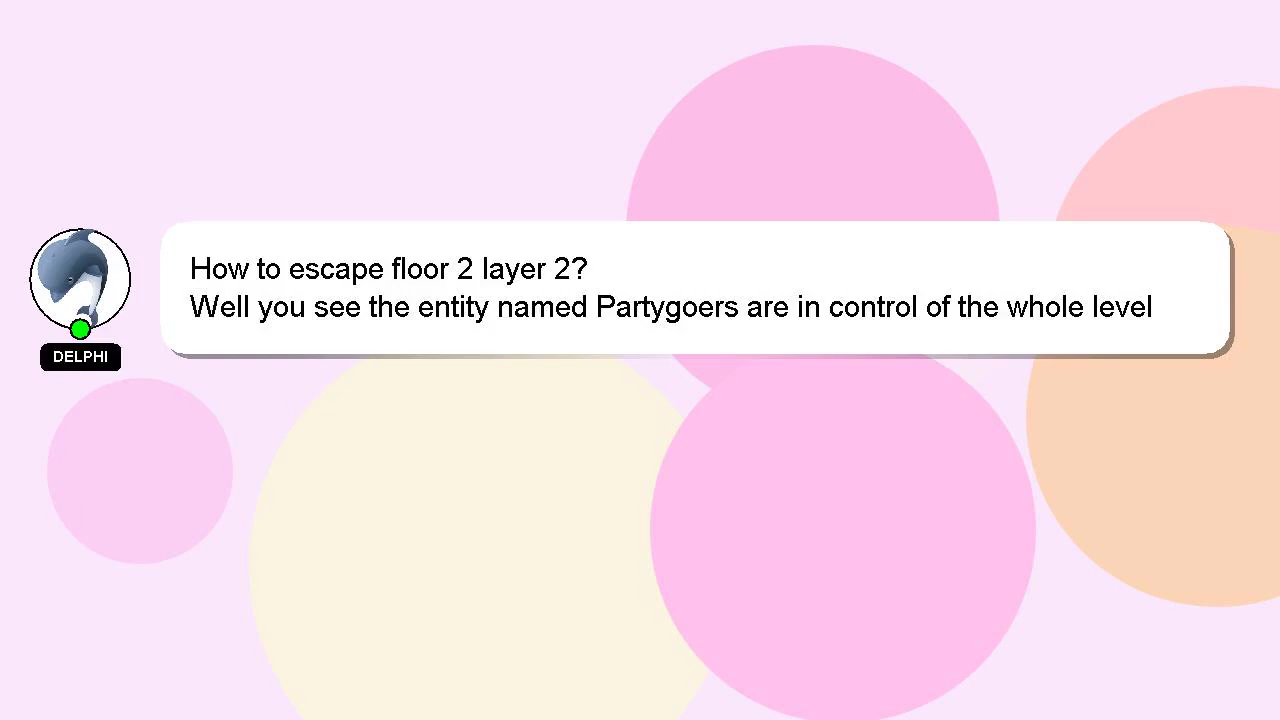 How to escape floor 2 layer 2?
Well you see the entity named Partygoers are in control of the whole level
DELPHI